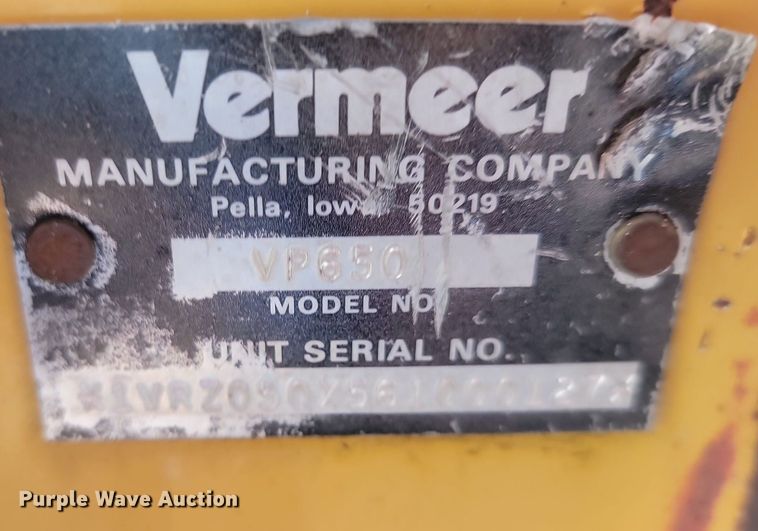 Vermeer
MANUFACTURING COMPANY
Pella, Iowa 50219
VP650
MODEL NO.
UNIT SERIAL NO.
Purple Wave Auction